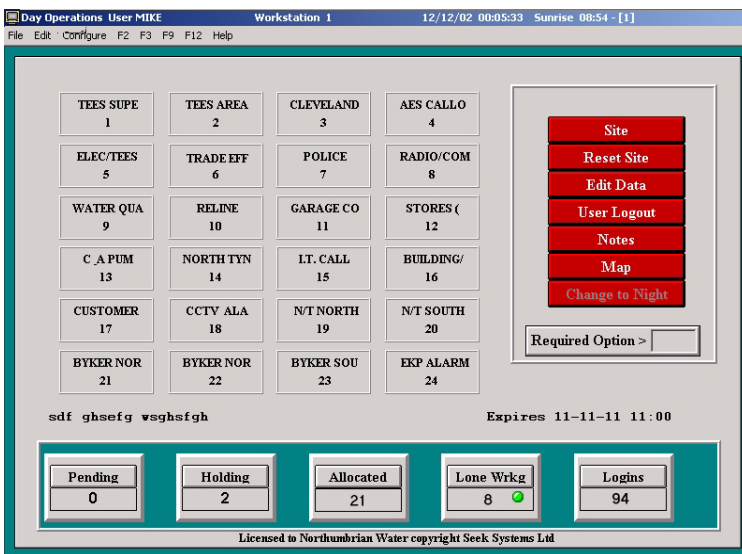 Day Operations User MIKE Workstation 1 12/12/02 00:05:33 Sunrise 08:54 - [1]
File Edit Configure F2 F3 F9 F12 Help
TEES SUPE TEES AREA CLEVELAND AES CALLO
1 2 3 4
ELEC/TEES TRADE EFF POLICE RADIO/COM
5 6 7 8
WATER QUA RELINE GARAGE CO STORES (
9 10 11 12
C_A PUM NORTH TYN I.T. CALL BUILDING/
13 14 15 16
CUSTOMER CCTV ALA N/T NORTH N/T SOUTH
17 18 19 20
BYKER NOR BYKER NOR BYKER SOU EKP ALARM
21 22 23 24
Site
Reset Site
Edit Data
User Logout
Notes
Map
Change to Night
Required Option >
sdf ghsefg wsghsfgh Expires 11-11-11 11:00
Pending Holding Allocated Lone Wrkg Logins
0 2 21 8 94
Licensed to Northumbrian Water copyright Seek Systems Ltd